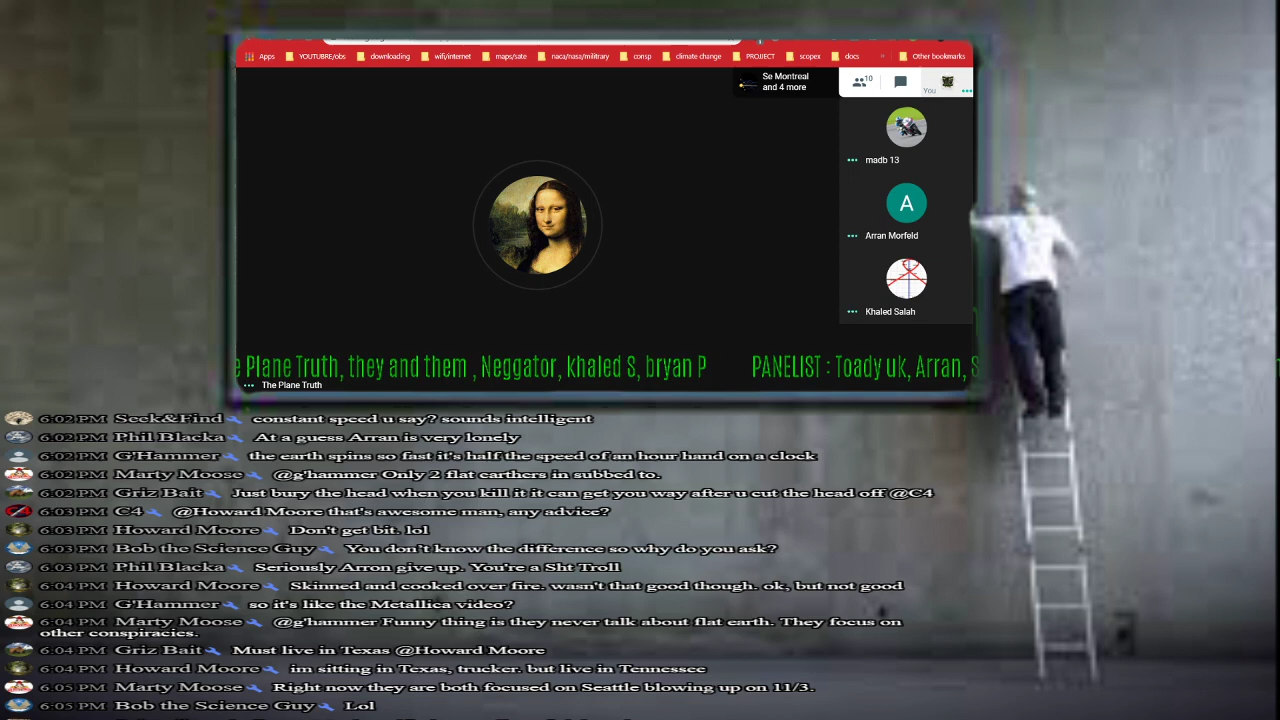 Apps YOUTUBRE/obs downloading wifi/internet maps/sate naca/nasa/militrary consp climate change PROJJECT scopex docs Other bookmarks
Se Montreal
and 4 more
10
You
madb 13
A
Arran Morfeld
Khaled Salah
e Plane Truth, they and them , Neggator, Khaled S, bryan P PANELIST : Toady uk, Arran, S
The Plane Truth
6:02 PM Seek&Find constant speed u say? sounds intelligent
6:02 PM Phil Blacka At a guess Arran is very lonely
6:02 PM G'Hammer the earth spins so fast it's half the speed of an hour hand on a clock
6:02 PM Marty Moose @g'hammer Only 2 flat earthers in subbed to.
6:02 PM Griz Bait Just bury the head when you kill it it can get you way after u cut the head off @C4
6:03 PM C4 @Howard Moore that's awesome man, any advice?
6:03 PM Howard Moore Don't get bit. lol
6:03 PM Bob the Science Guy You don't know the difference so why do you ask?
6:03 PM Phil Blacka Seriously Arron give up. You're a Sht Troll
6:04 PM Howard Moore Skinned and cooked over fire. wasn't that good though. ok, but not good
6:04 PM G'Hammer so it's like the Metallica video?
6:04 PM Marty Moose @g'hammer Funny thing is they never talk about flat earth. They focus on
other conspiracies.
6:04 PM Griz Bait Must live in Texas @Howard Moore
6:04 PM Howard Moore im sitting in Texas, trucker. but live in Tennessee
6:05 PM Marty Moose Right now they are both focused on Seattle blowing up on 11/3.
6:05 PM Bob the Science Guy Lol